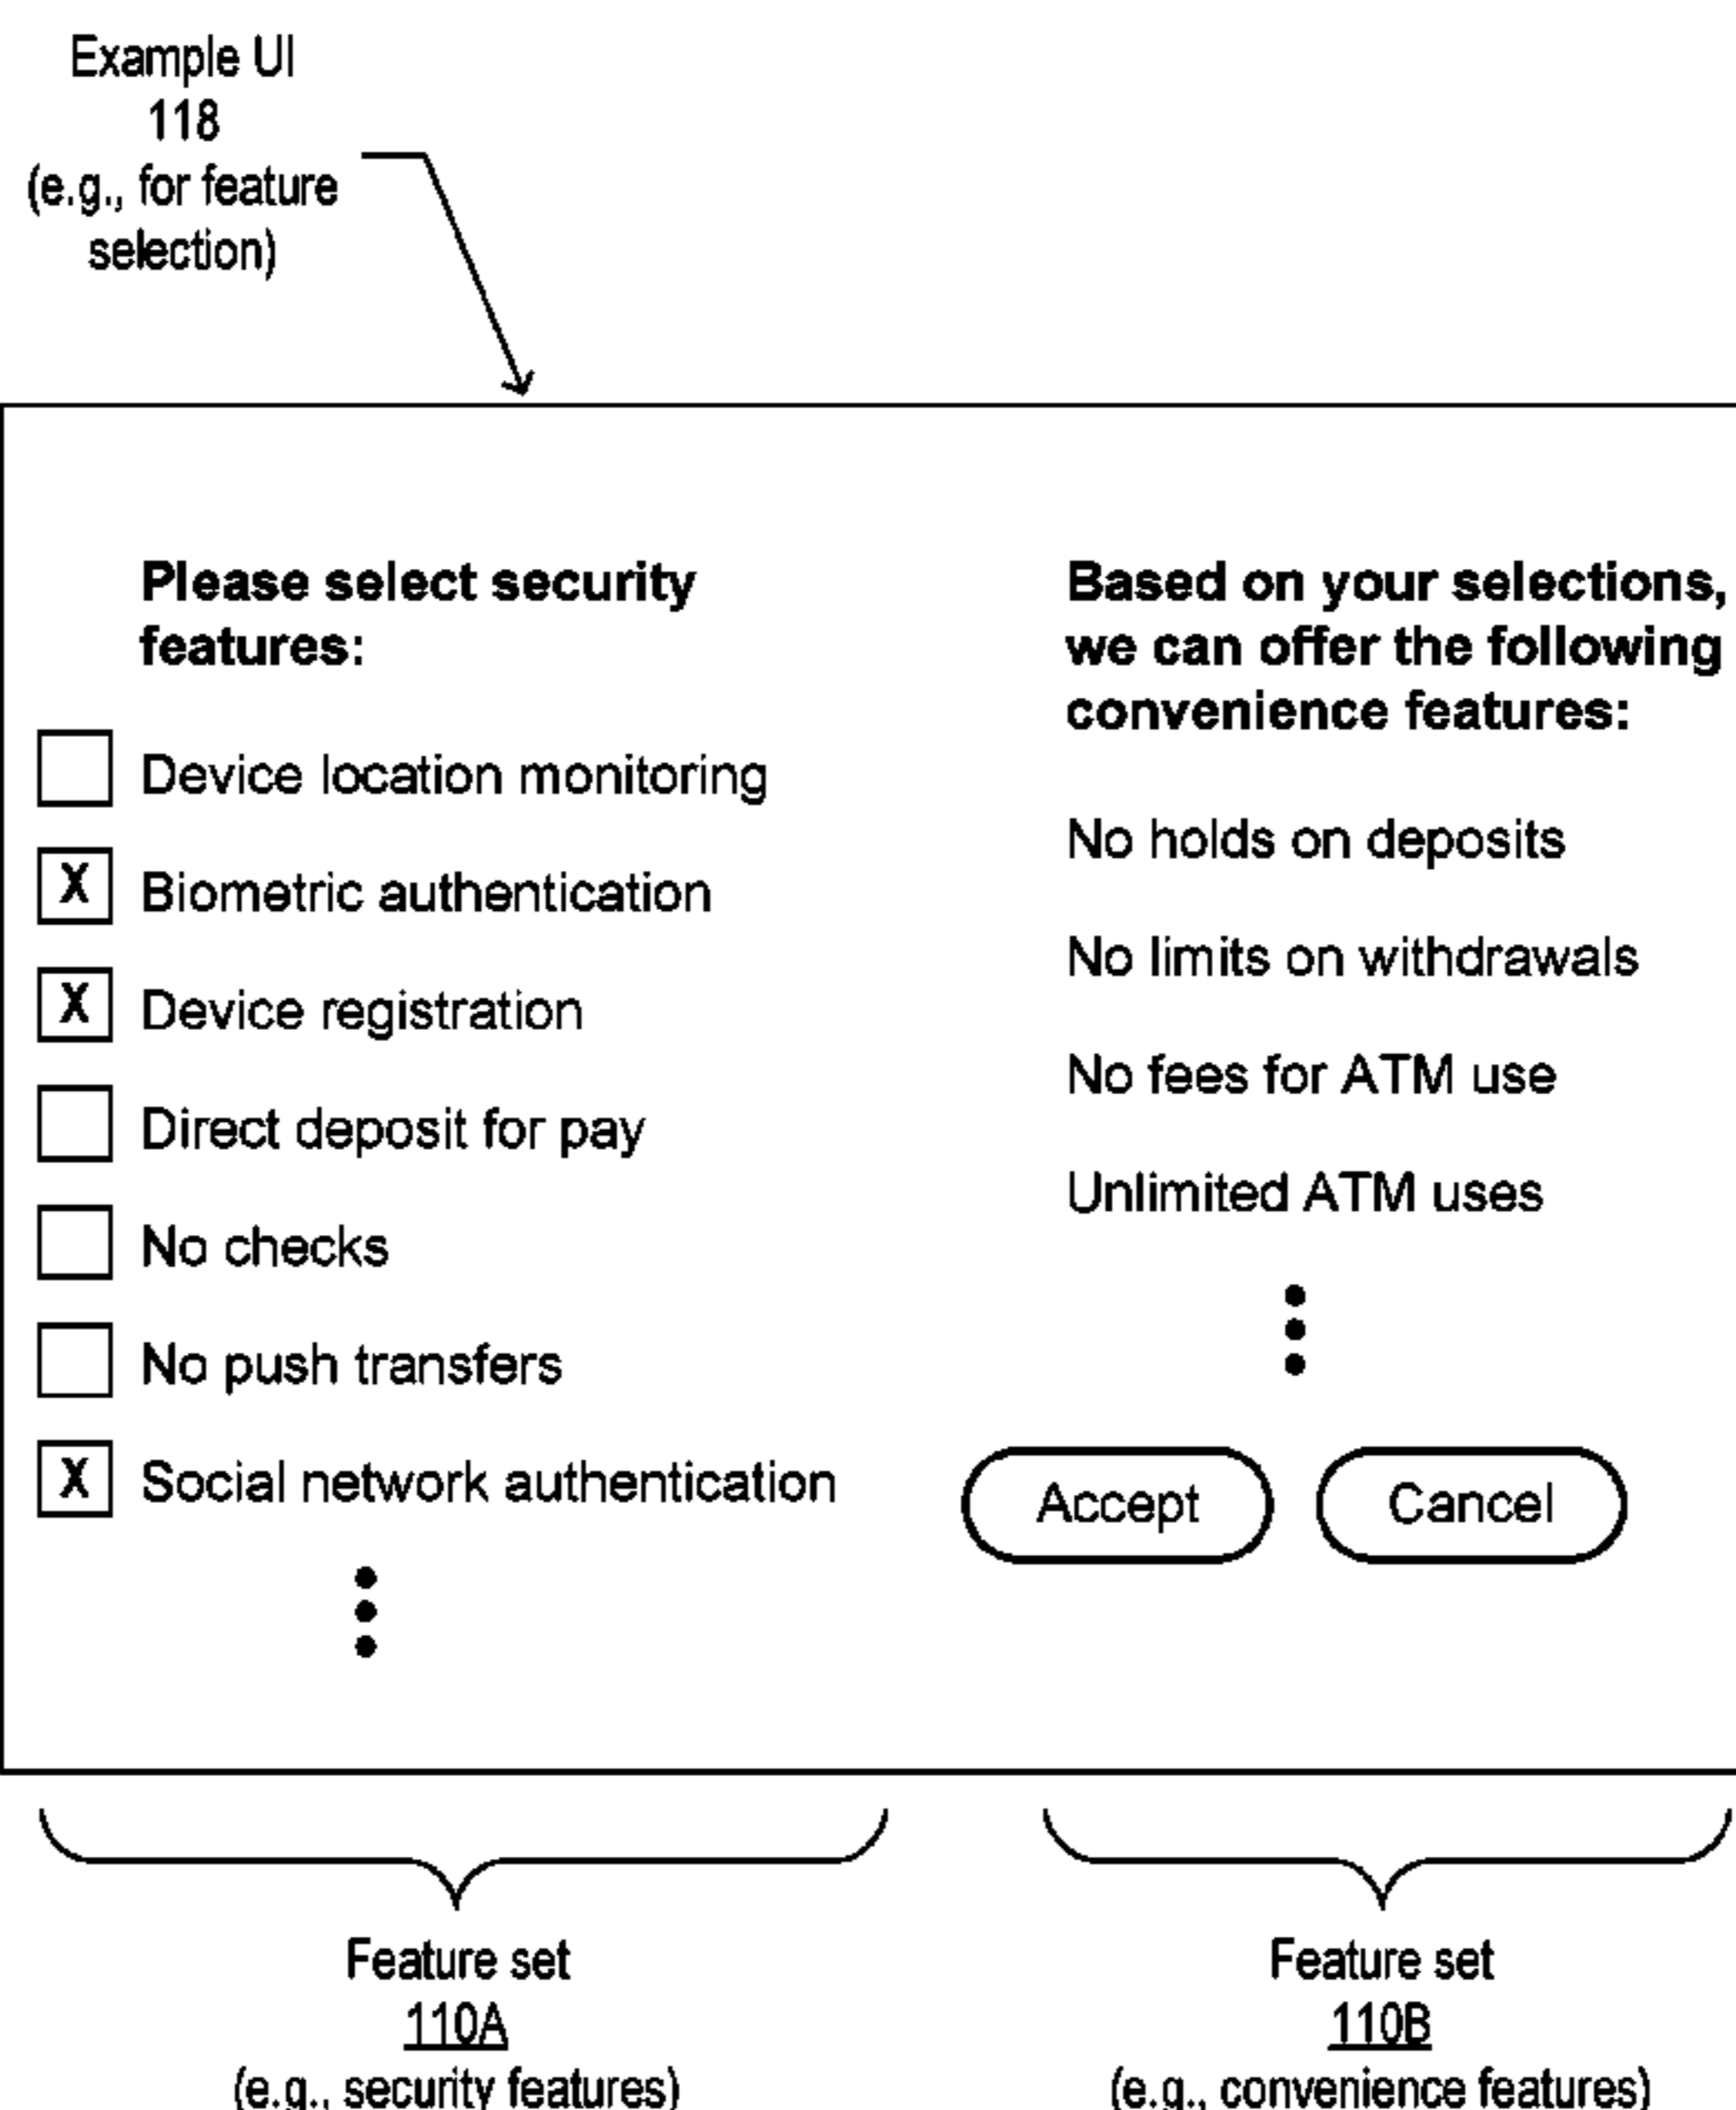 Example UI
118
(e.g., for feature
selection)
Please select security
features:
Device location monitoring
X Biometric authentication
X Device registration
Direct deposit for pay
No checks
No push transfers
X Social network authentication
Based on your selections,
we can offer the following
convenience features:
No holds on deposits
No limits on withdrawals
No fees for ATM use
Unlimited ATM uses
Accept
Cancel
Feature set
110A
(e.g., security features)
Feature set
110B
(e.g., convenience features)